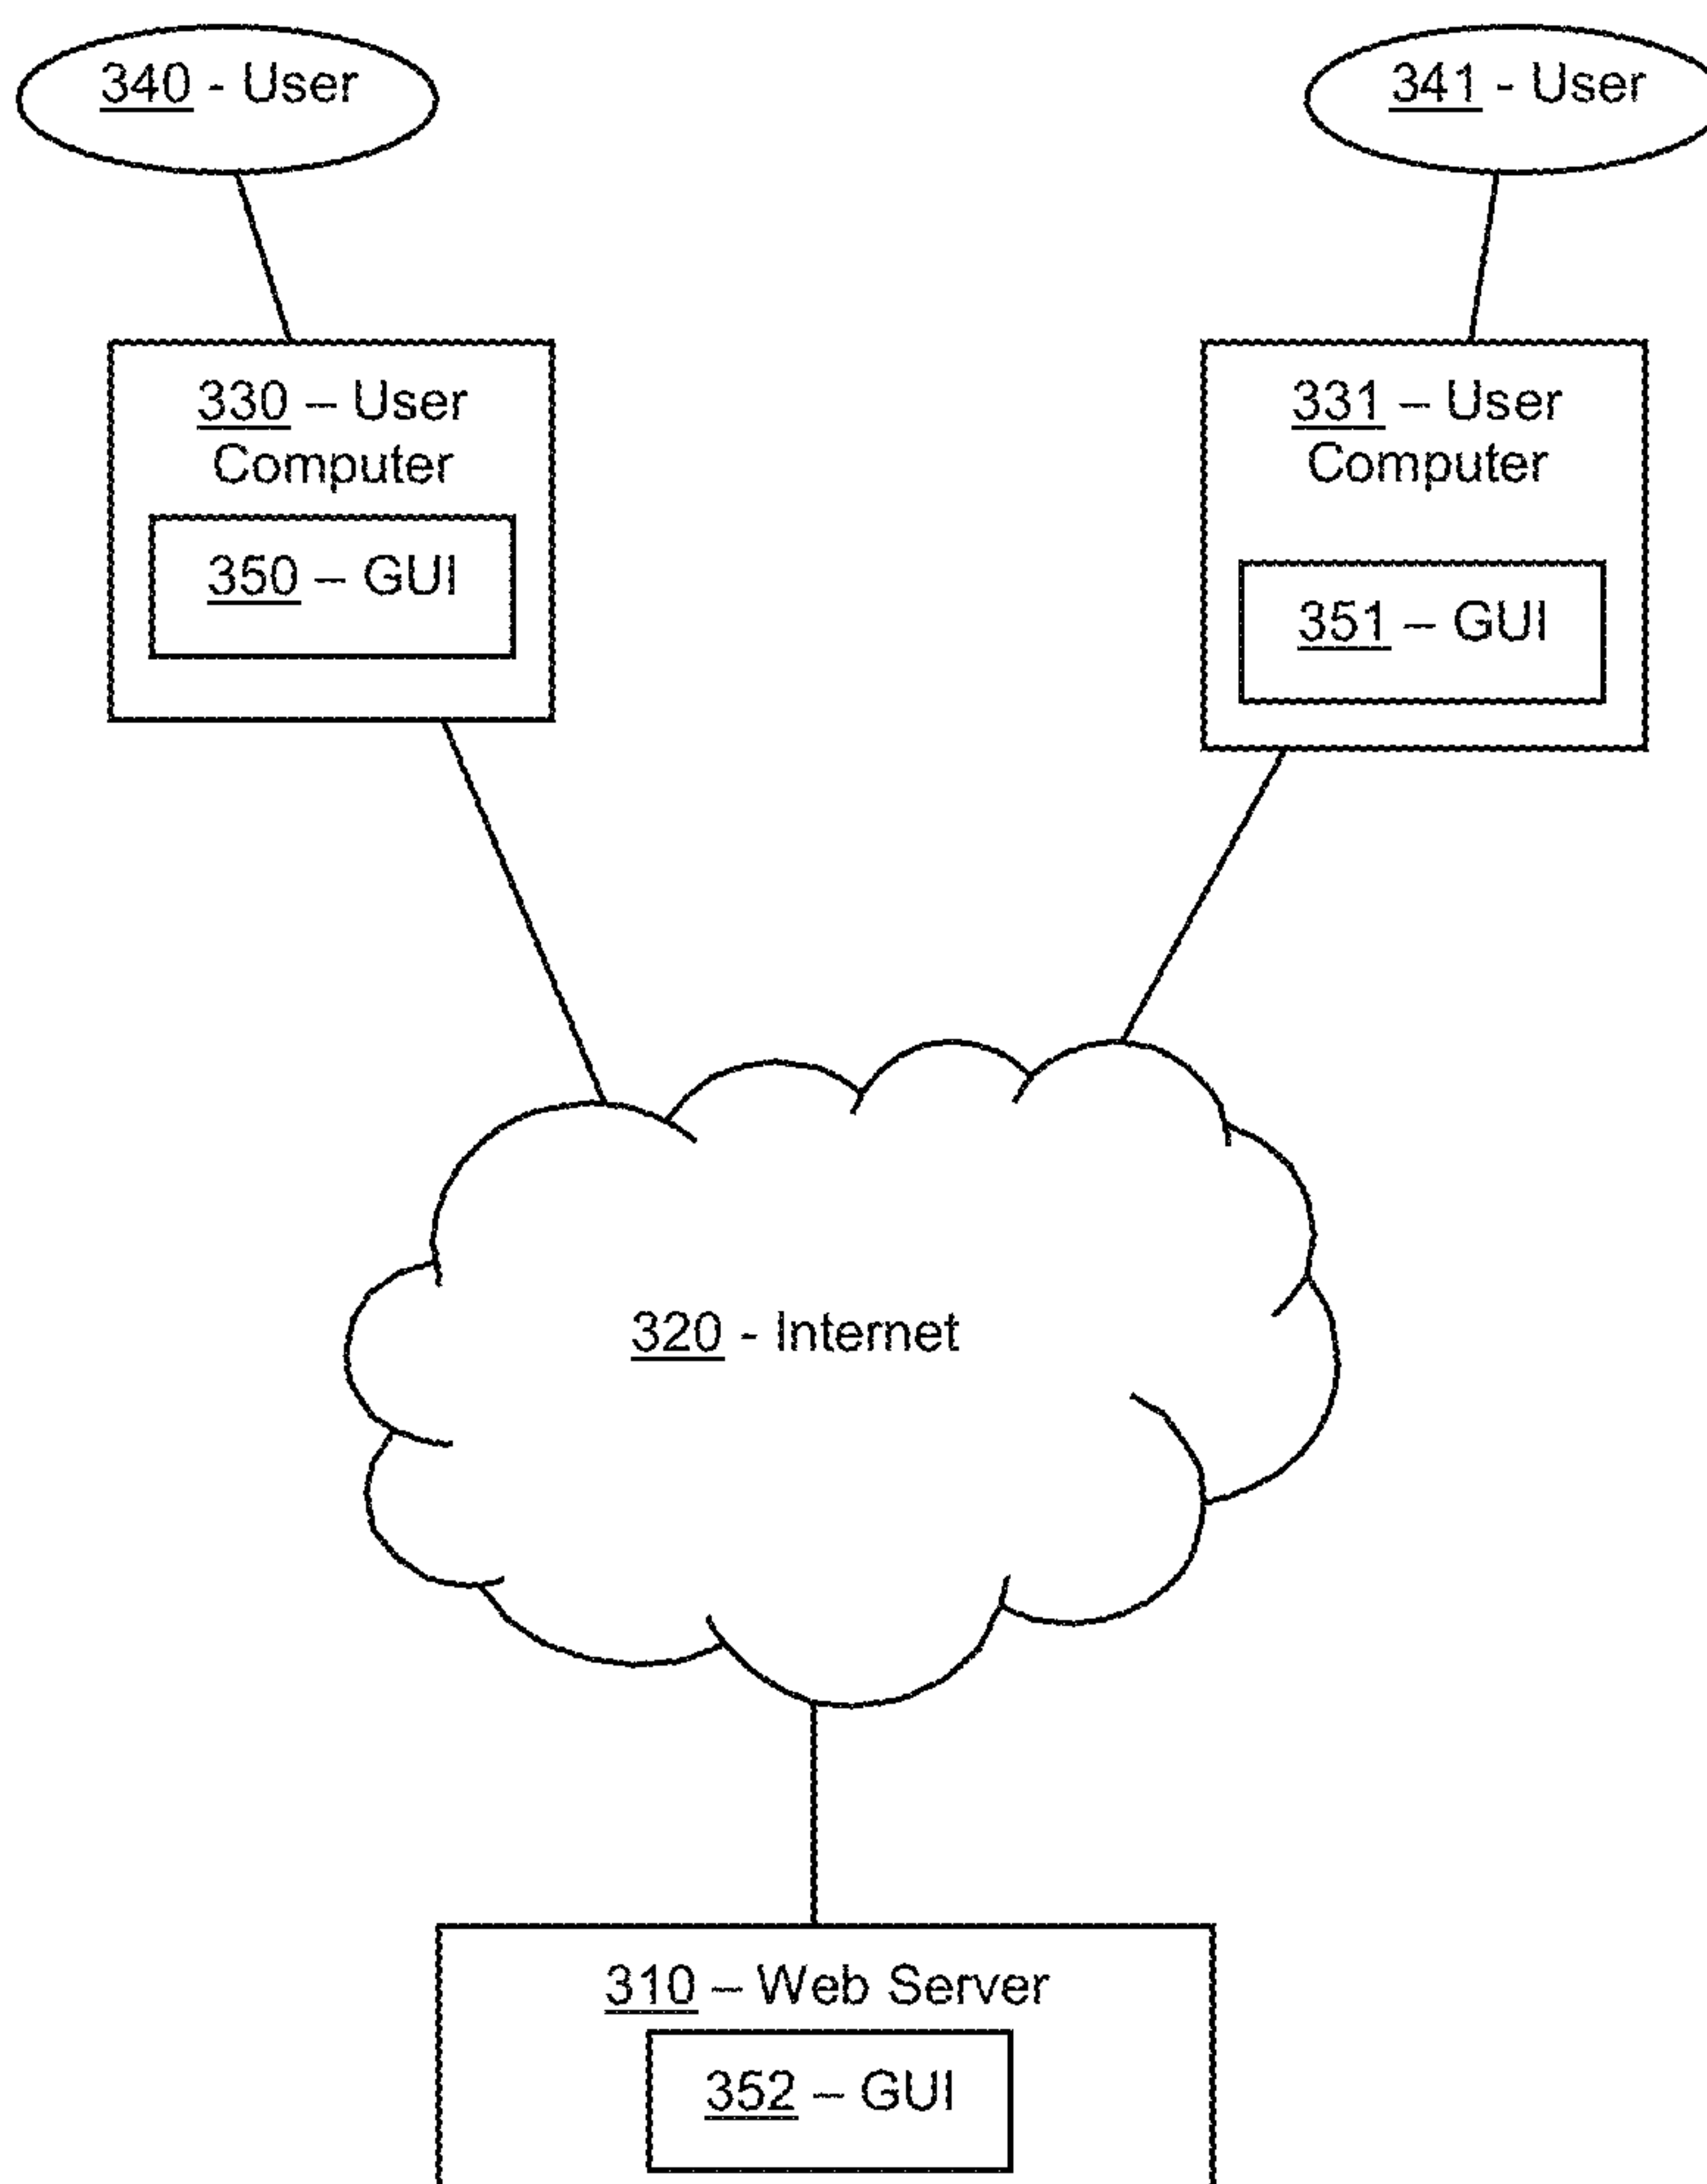 340 - User
341 - User
330 – User
Computer
350 – GUI
331 – User
Computer
351 – GUI
320 - Internet
310 – Web Server
352 – GUI